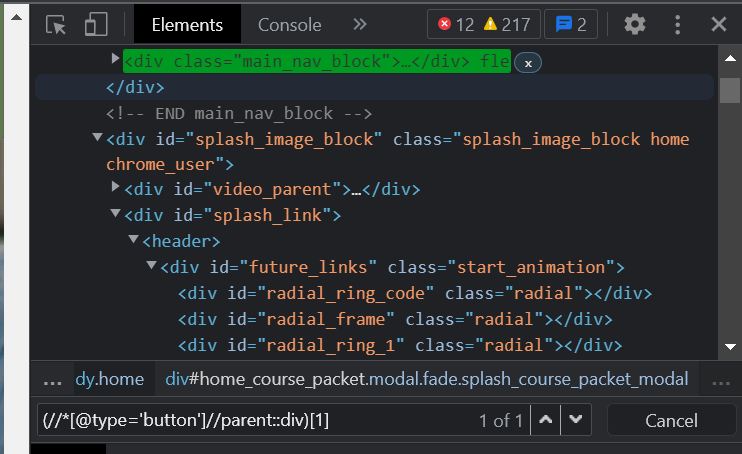 Elements Console » 12 217 2
<div class="main_nav_block">…</div> fle x
</div>
<!-- END main_nav_block -->
<div id="splash_image_block" class="splash_image_block home
chrome_user">
<div id="video_parent">…</div>
<div id="splash_link">
<header>
<div id="future_links" class="start_animation">
<div id="radial_ring_code" class="radial"></div>
<div id="radial_frame" class="radial"></div>
<div id="radial_ring_1" class="radial"></div>
… dy.home div#home_course_packet.modal.fade.splash_course_packet_modal …
(//*[@type='button']//parent::div)[1] 1 of 1 Cancel